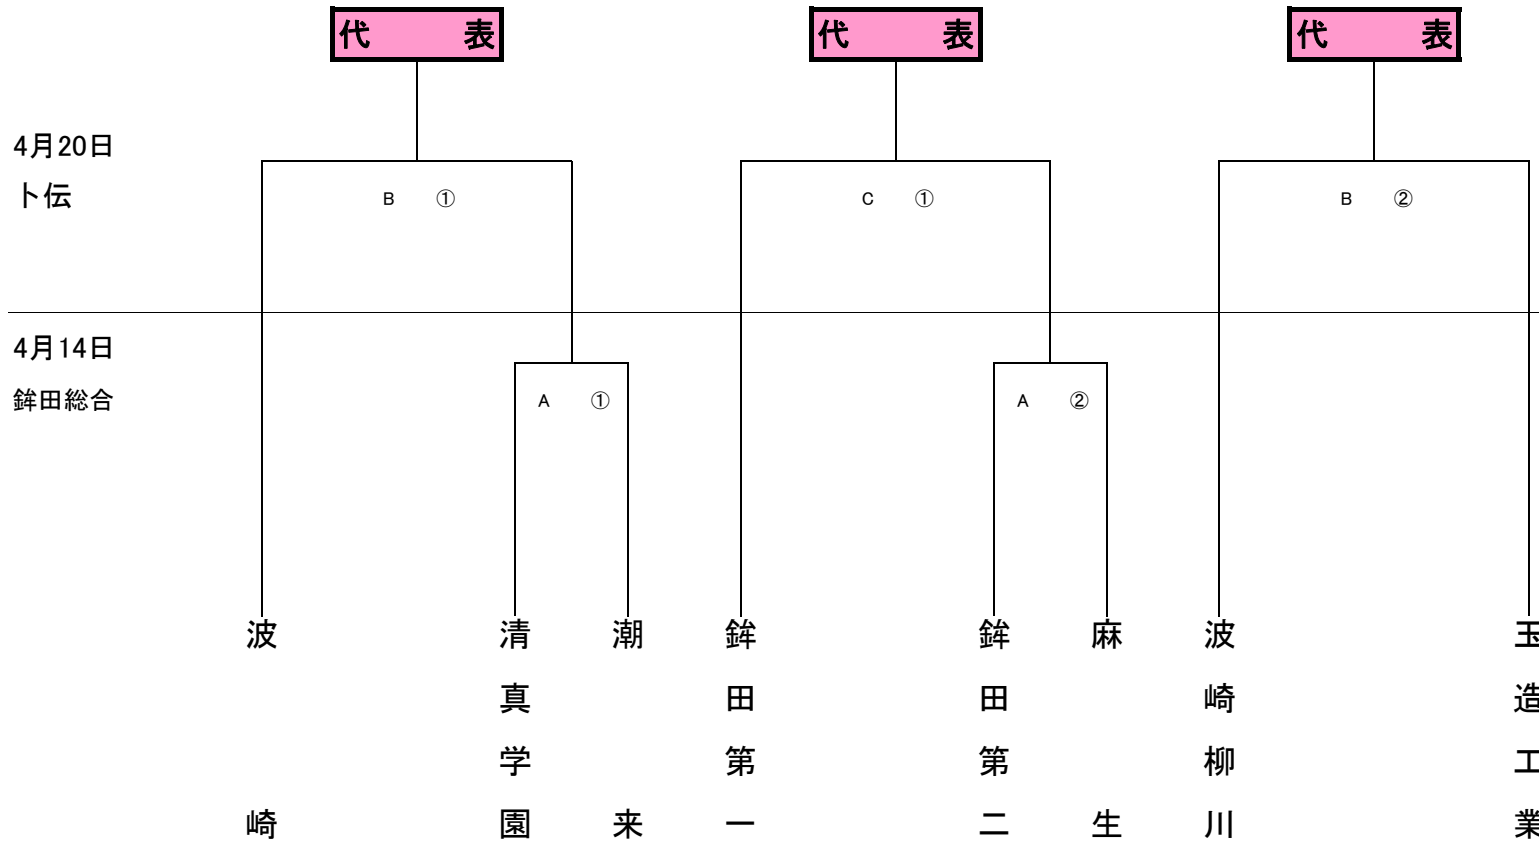 代 表 代 表 代 表
4月20日
卜伝
B ① C ① B ②
4月14日
鉾田総合
A ① A ②
波崎
清真学園
潮来
鉾田第一
鉾田第二
麻生
波崎柳川
玉造工業